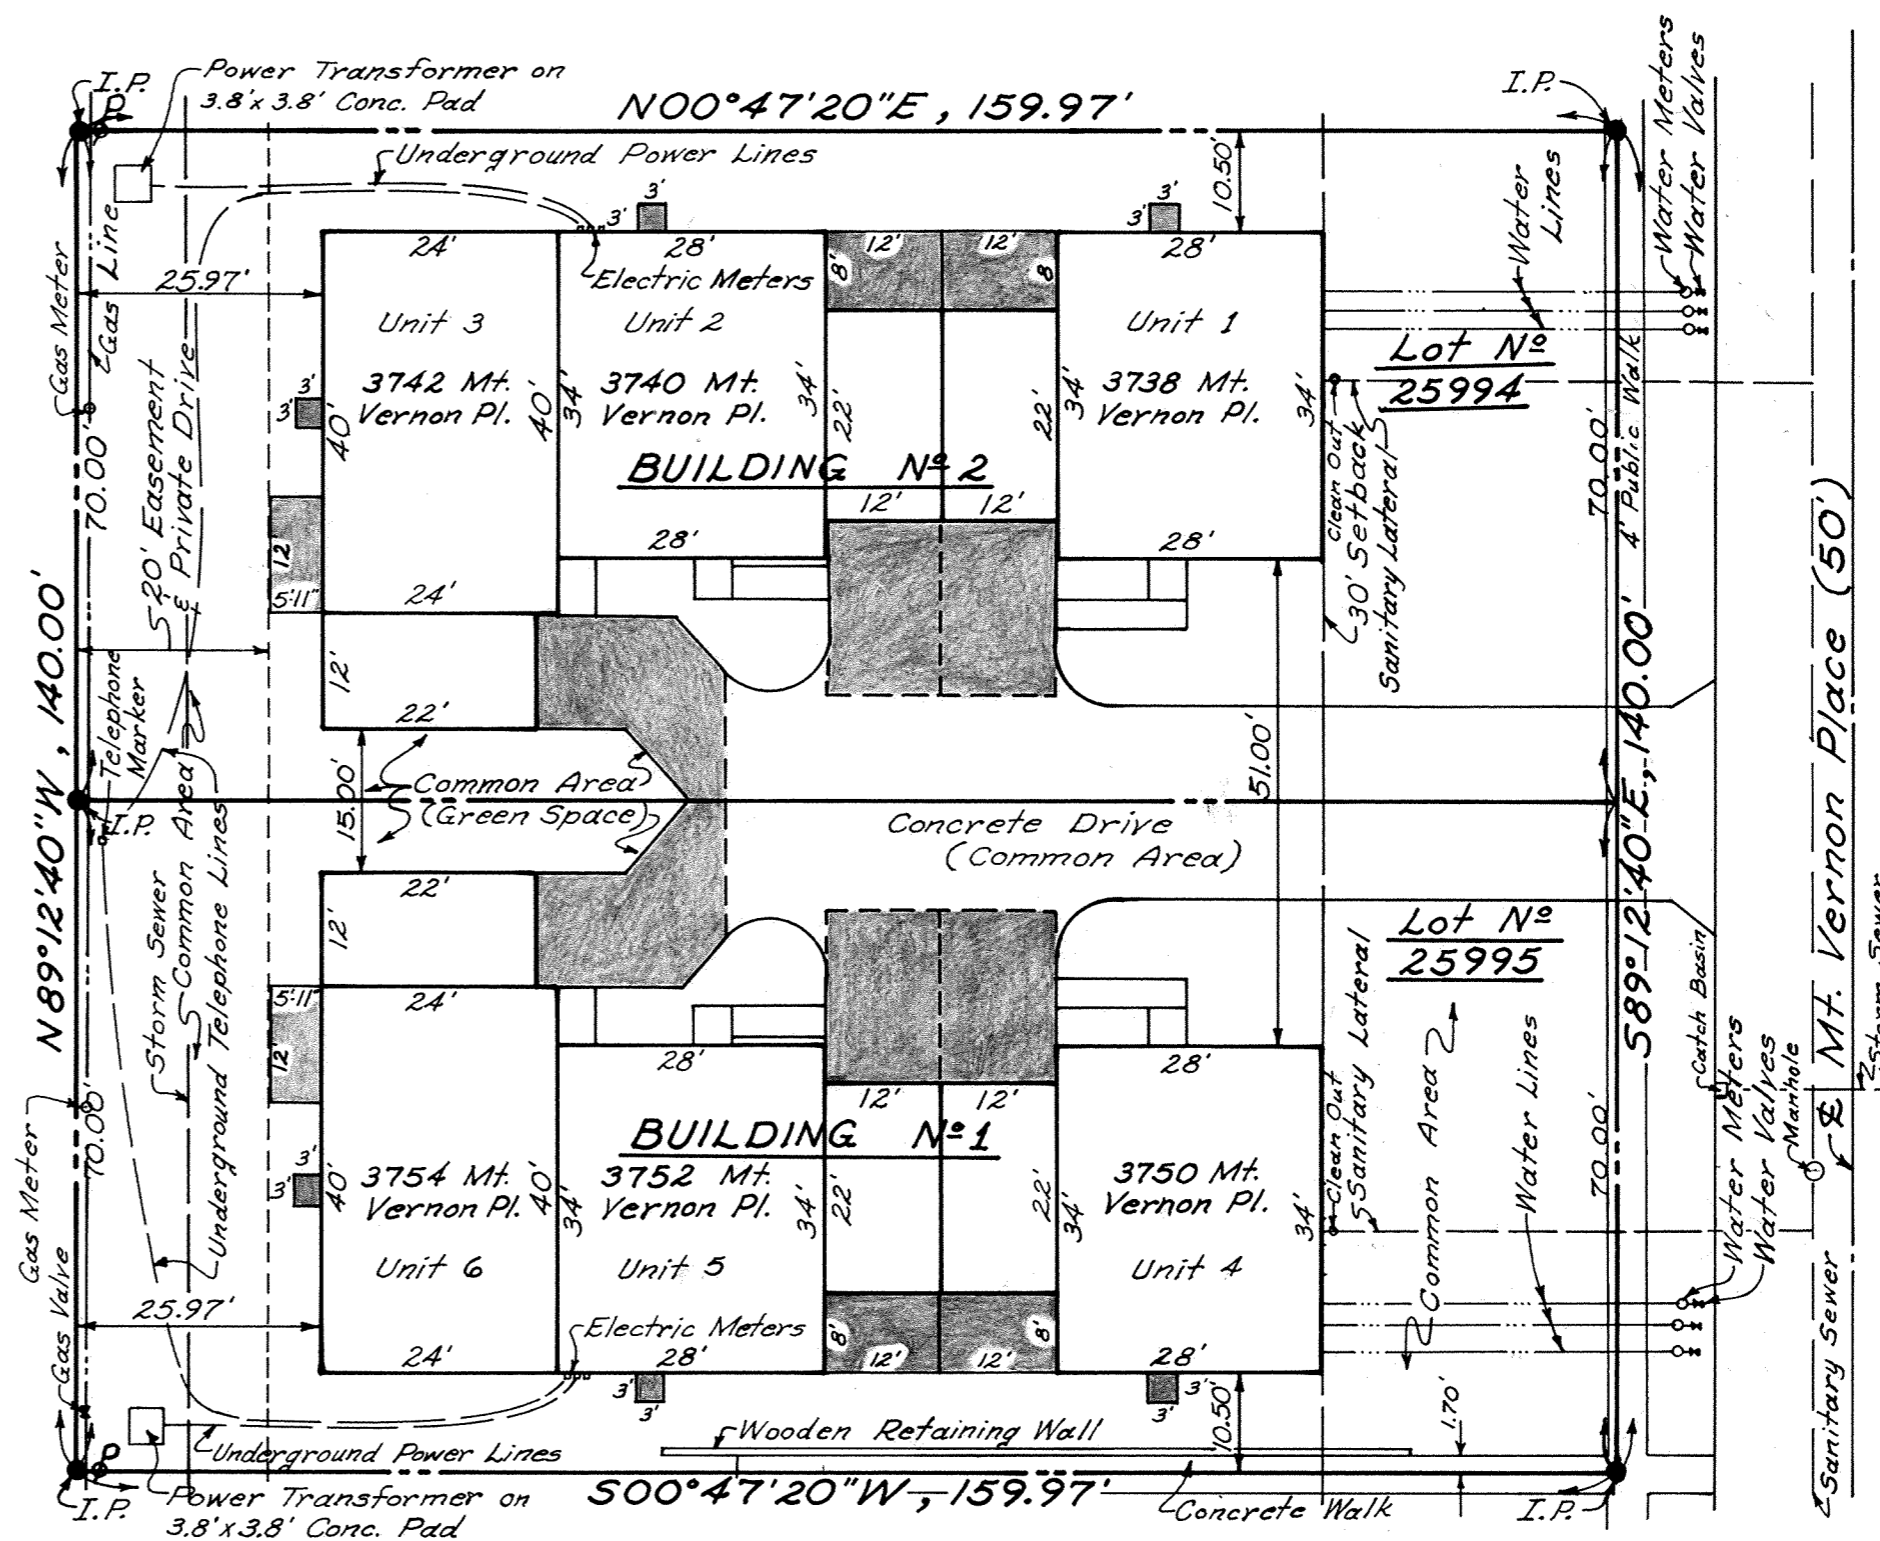 I.P.
P
Power Transformer on
3.8'x3.8' Conc. Pad
N00°47'20"E, 159.97'
I.P.
Water Meters
Water Valves
Underground Power Lines
10.50'
Water
Lines
3'
3'
3'
3'
24'
28'
12'
12'
28'
8'
8
Electric Meters
Gas Meter
Gas Line
25.97'
Unit 3
Unit 2
Unit 1
3742 Mt.
Vernon Pl.
3740 Mt.
Vernon Pl.
3738 Mt.
Vernon Pl.
Lot Nº
25994
3'
3'
40'
40'
34'
34'
22'
22'
34'
34'
BUILDING Nº 2
12'
12'
28'
28'
24'
12'
5'11"
20' Easement
& Private Drive
70.00'
Clean Out
30' Setback
Sanitary Lateral
70.00'
4' Public Walk
N89°12'40"W, 140.00'
S89°12'40"E, 140.00'
℄ Mt. Vernon Place (50')
12'
22'
Telephone
Marker
15.00'
Common Area
(Green Space)
51.00'
Concrete Drive
(Common Area)
I.P.
Storm Sewer
Common Area
Underground Telephone Lines
22'
12'
24'
5'11"
12'
28'
28'
12'
12'
Lot Nº
25995
Sanitary Lateral
Clean Out
Common Area
Water Lines
Catch Basin
Water Meters
Water Valves
Manhole
Storm Sewer
BUILDING Nº 1
3'
3'
40'
40'
34'
34'
22'
22'
34'
34'
3754 Mt.
Vernon Pl.
3752 Mt.
Vernon Pl.
3750 Mt.
Vernon Pl.
Unit 6
Unit 5
Unit 4
70.00'
70.00'
Gas Meter
Gas Valve
25.97'
Electric Meters
8'
8'
24'
28'
12'
12'
28'
3'
3'
3'
3'
Water Meters
Water Valves
Sanitary Sewer
10.50'
1.70'
Wooden Retaining Wall
Underground Power Lines
P
I.P.
Power Transformer on
3.8'x3.8' Conc. Pad
S00°47'20"W, 159.97'
Concrete Walk
I.P.